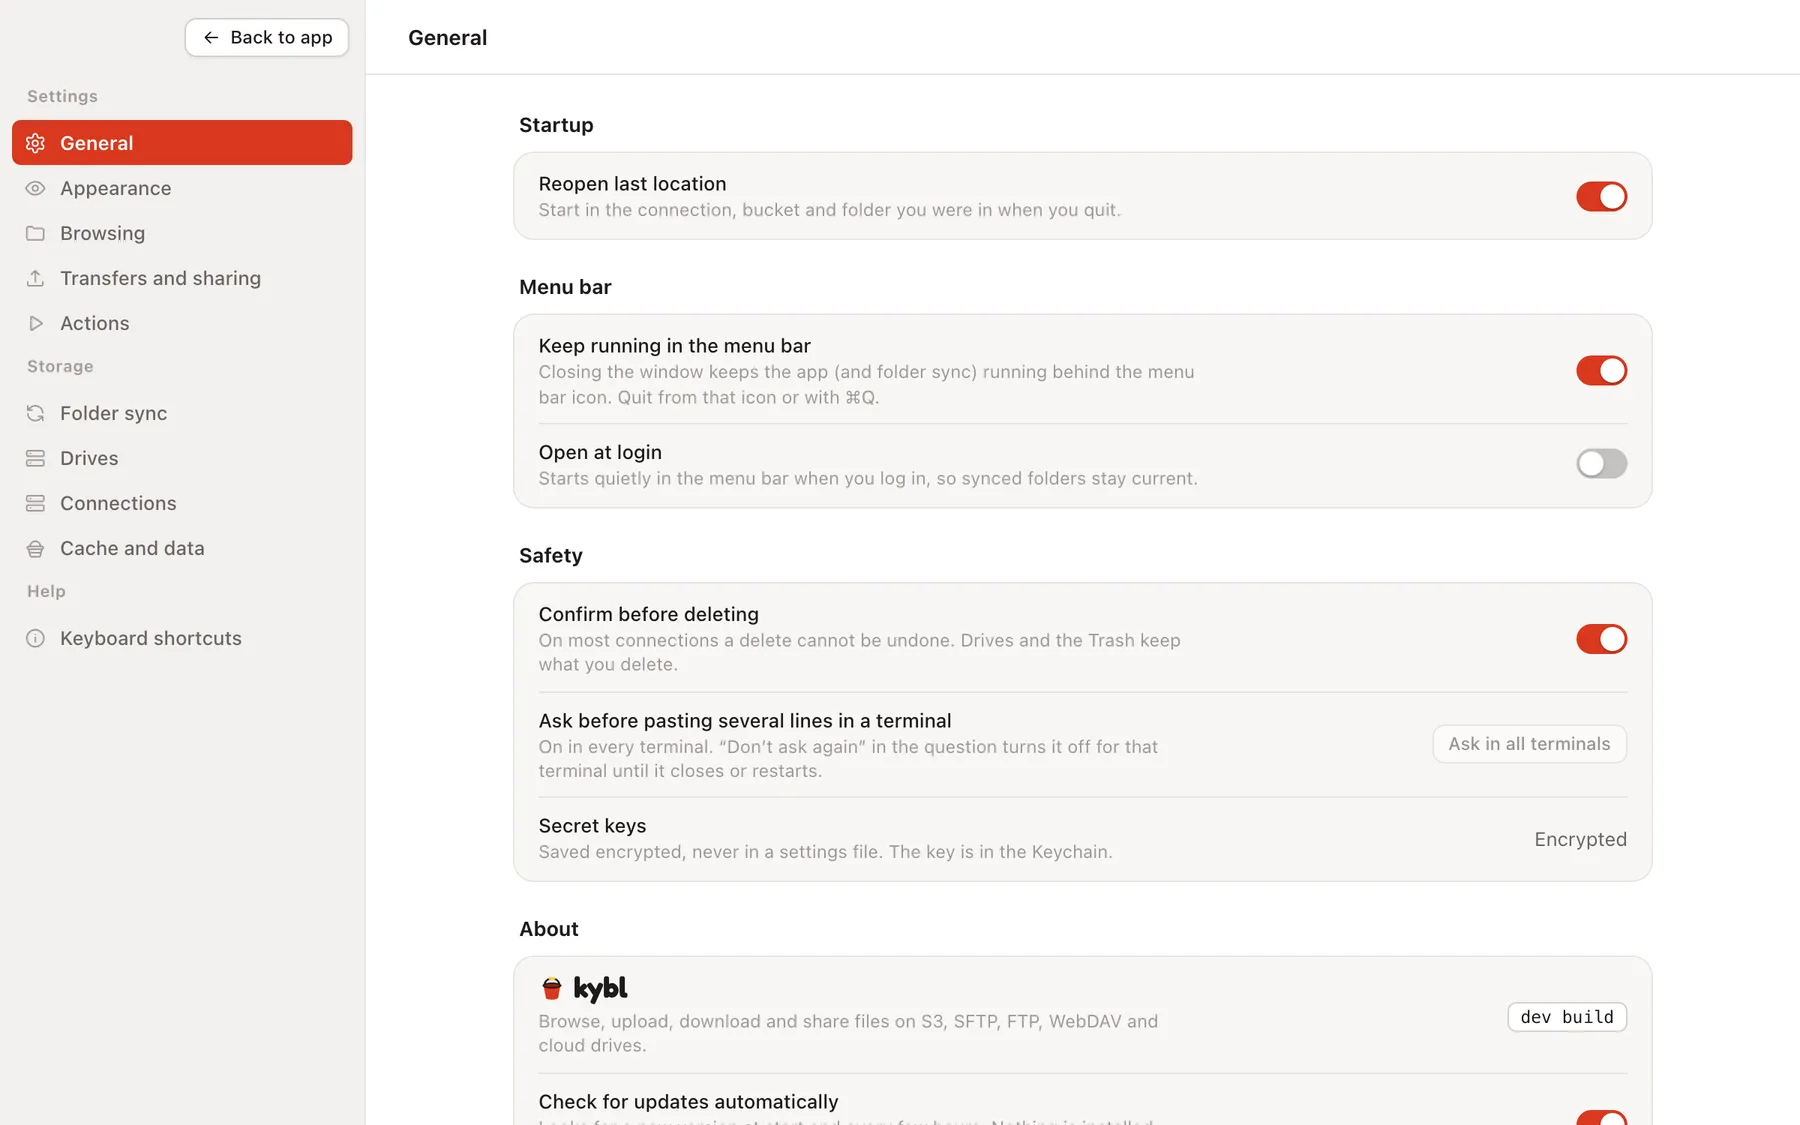 Back to app
Settings
General
Appearance
Browsing
Transfers and sharing
Actions
Storage
Folder sync
Drives
Connections
Cache and data
Help
Keyboard shortcuts
General
Startup
Reopen last location
Start in the connection, bucket and folder you were in when you quit.
Menu bar
Keep running in the menu bar
Closing the window keeps the app (and folder sync) running behind the menu
bar icon. Quit from that icon or with ⌘Q.
Open at login
Starts quietly in the menu bar when you log in, so synced folders stay current.
Safety
Confirm before deleting
On most connections a delete cannot be undone. Drives and the Trash keep
what you delete.
Ask before pasting several lines in a terminal
On in every terminal. “Don’t ask again” in the question turns it off for that
terminal until it closes or restarts.
Ask in all terminals
Secret keys
Saved encrypted, never in a settings file. The key is in the Keychain.
Encrypted
About
kybl
Browse, upload, download and share files on S3, SFTP, FTP, WebDAV and
cloud drives.
dev build
Check for updates automatically